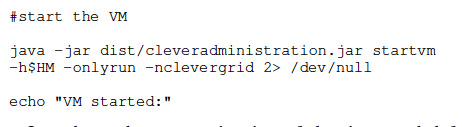 #start the VM
java -jar dist/cleveradministration.jar startvm
-h$HM -onlyrun -nclevergrid 2> /dev/null
echo "VM started:"